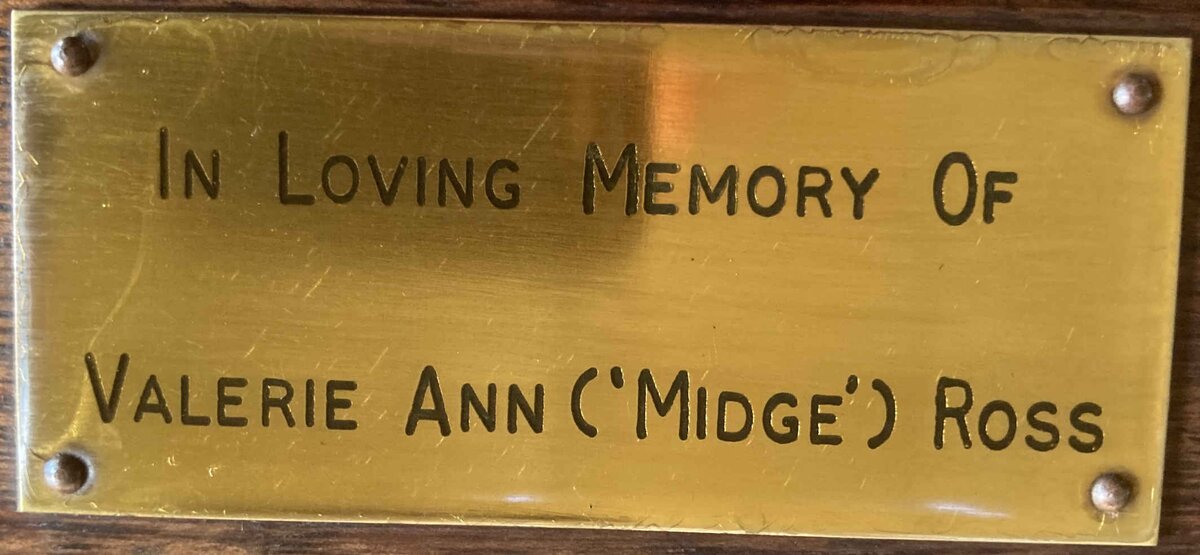 In Loving Memory Of
Valerie Ann ('Midge') Ross